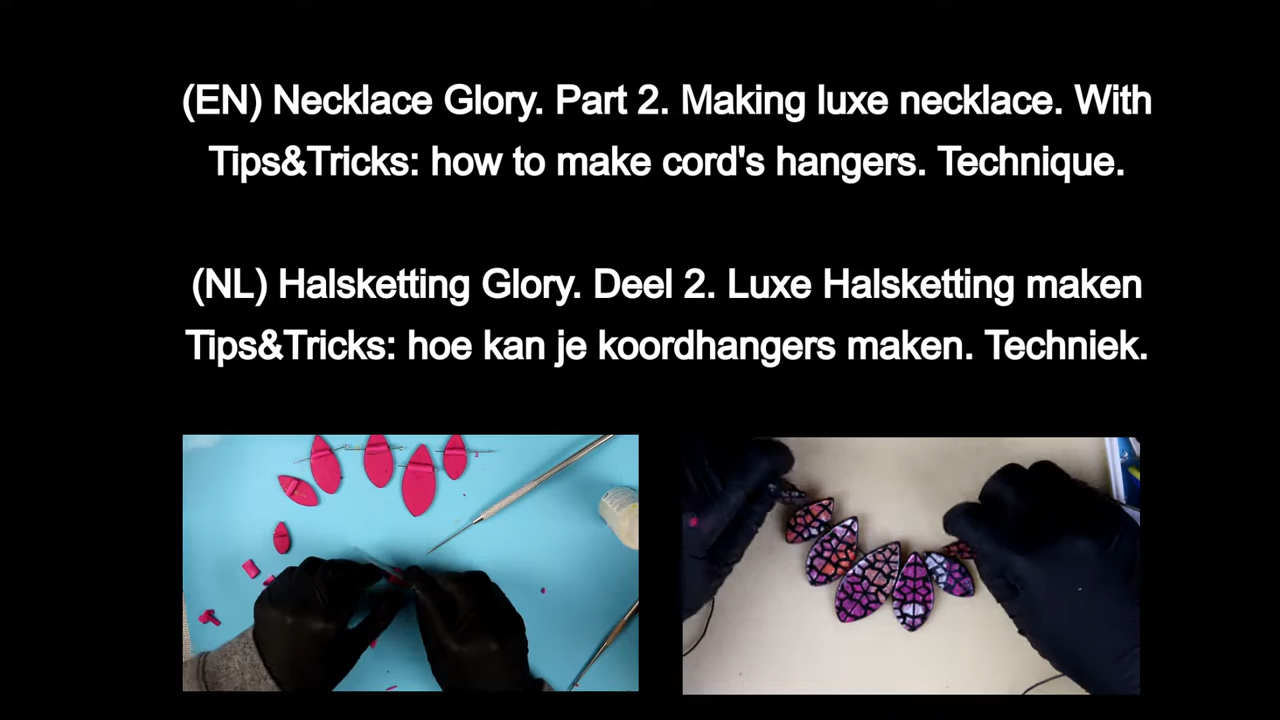 (EN) Necklace Glory. Part 2. Making luxe necklace. With
Tips&Tricks: how to make cord's hangers. Technique.
(NL) Halsketting Glory. Deel 2. Luxe Halsketting maken
Tips&Tricks: hoe kan je koordhangers maken. Techniek.